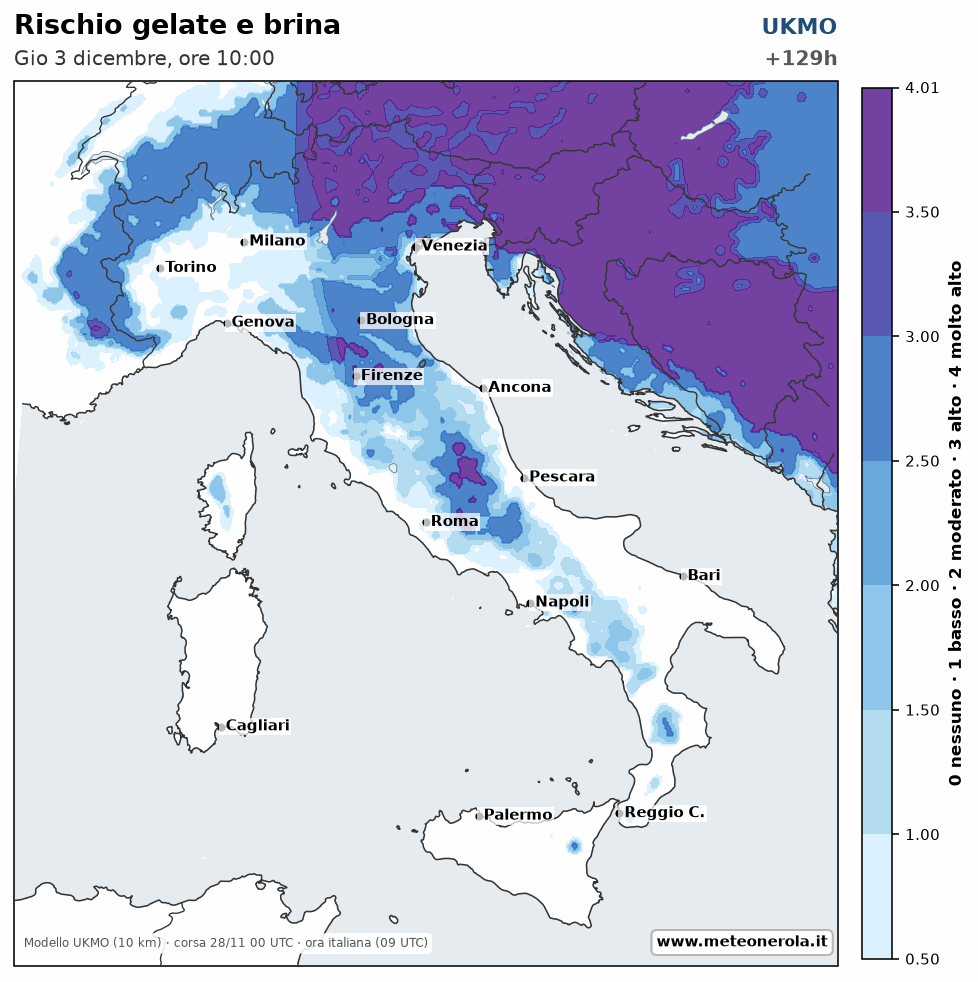 Rischio gelate e brina
UKMO
Gio 3 dicembre, ore 10:00
+129h
4.01
3.50
3.00
2.50
2.00
1.50
1.00
0.50
0 nessuno · 1 basso · 2 moderato · 3 alto · 4 molto alto
Milano
Venezia
Torino
Genova
Bologna
Firenze
Ancona
Pescara
Roma
Bari
Napoli
Cagliari
Palermo
Reggio C.
Modello UKMO (10 km) · corsa 28/11 00 UTC · ora italiana (09 UTC)
www.meteonerola.it